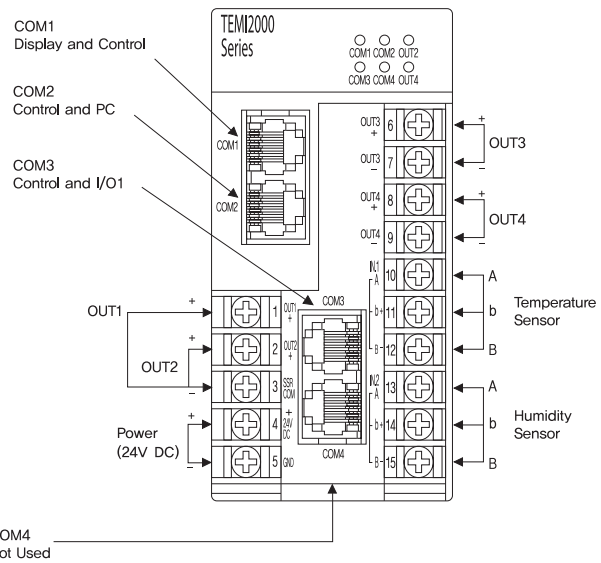 COM1
Display and Control
COM2
Control and PC
COM3
Control and I/O1
TEMI2000
Series
COM1 COM2 OUT2
COM3 COM4 OUT4
COM1
COM2
OUT3
+
6
+
OUT3
-
7
-
OUT3
OUT4
+
8
+
OUT4
-
9
-
OUT4
IN1
A
10
A
b+
11
b
B-
12
B
Temperature
Sensor
IN2
A
13
A
b+
14
b
B-
15
B
Humidity
Sensor
OUT1
+
1
OUT1
+
OUT2
+
2
OUT2
+
-
3
SSR
COM
Power
(24V DC)
+
4
+
24V
DC
-
5
GND
COM3
COM4
OM4
ot Used